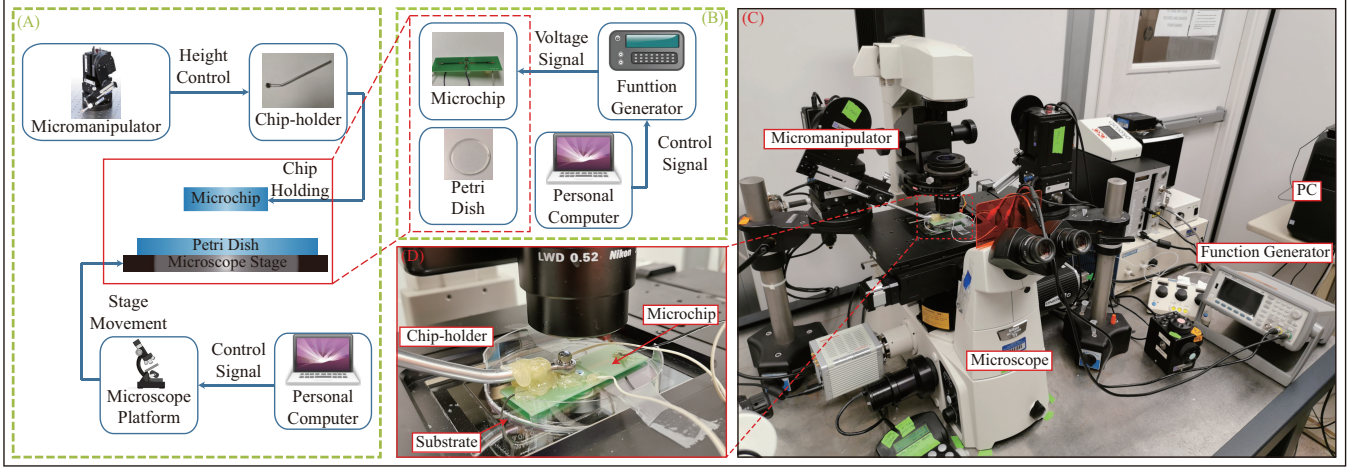 (A)
Micromanipulator
Height
Control
Chip-holder
Chip
Holding
Microchip
Petri Dish
Microscope Stage
Stage
Movement
Microscope
Platform
Control
Signal
Personal
Computer
(B)
Microchip
Voltage
Signal
Funttion
Generator
Petri
Dish
Personal
Computer
Control
Signal
(C)
Micromanipulator
PC
Function Generator
Microscope
(D)
LWD 0.52 Nikon
Microchip
Chip-holder
Substrate